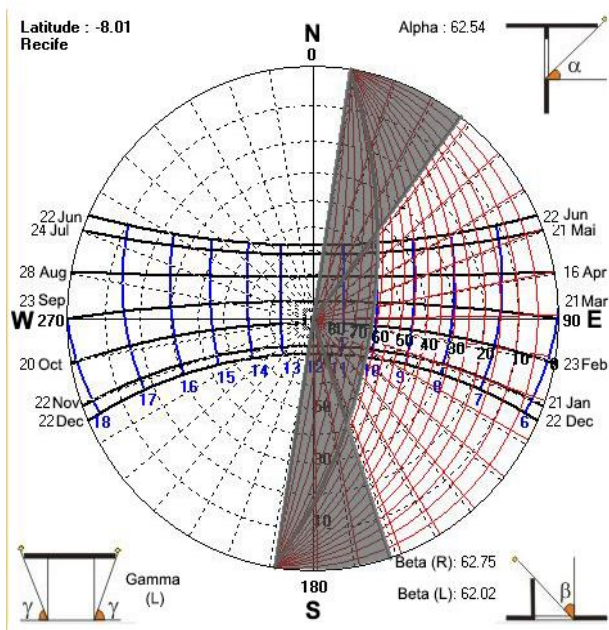 Latitude : -8.01
Recife
N
0
Alpha : 62.54
α
22 Jun
24 Jul
28 Aug
23 Sep
W 270
20 Oct
22 Nov
22 Dec
22 Jun
21 Mai
16 Apr
21 Mar
90 E
23 Feb
21 Jan
22 Dec
80 70 60 50 40 30 20 10 0
18 17 16 15 14 13 12 11 10 9 8 7 6
50
30
10
180
S
Gamma
(L)
γ γ
Beta (R): 62.75
Beta (L): 62.02
β